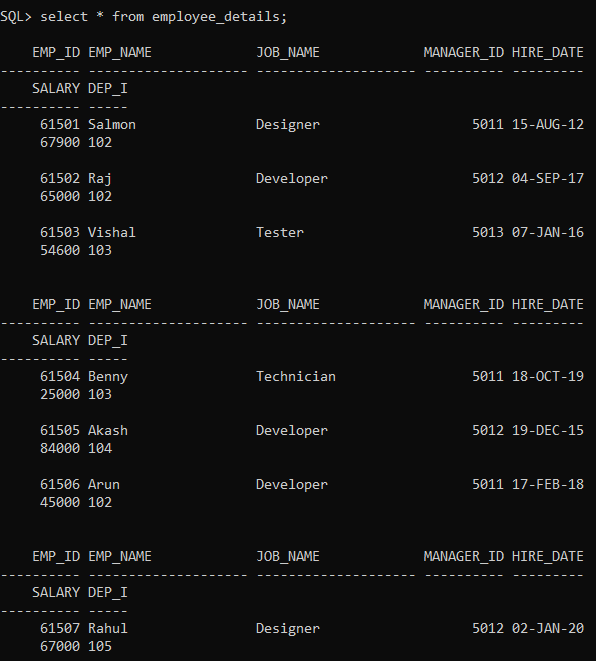 SQL> select * from employee_details;
EMP_ID EMP_NAME JOB_NAME MANAGER_ID HIRE_DATE
---------- -------------------- -------------------- ---------- ---------
SALARY DEP_I
---------- -----
61501 Salmon Designer 5011 15-AUG-12
67900 102
61502 Raj Developer 5012 04-SEP-17
65000 102
61503 Vishal Tester 5013 07-JAN-16
54600 103
EMP_ID EMP_NAME JOB_NAME MANAGER_ID HIRE_DATE
---------- -------------------- -------------------- ---------- ---------
SALARY DEP_I
---------- -----
61504 Benny Technician 5011 18-OCT-19
25000 103
61505 Akash Developer 5012 19-DEC-15
84000 104
61506 Arun Developer 5011 17-FEB-18
45000 102
EMP_ID EMP_NAME JOB_NAME MANAGER_ID HIRE_DATE
---------- -------------------- -------------------- ---------- ---------
SALARY DEP_I
---------- -----
61507 Rahul Designer 5012 02-JAN-20
67000 105